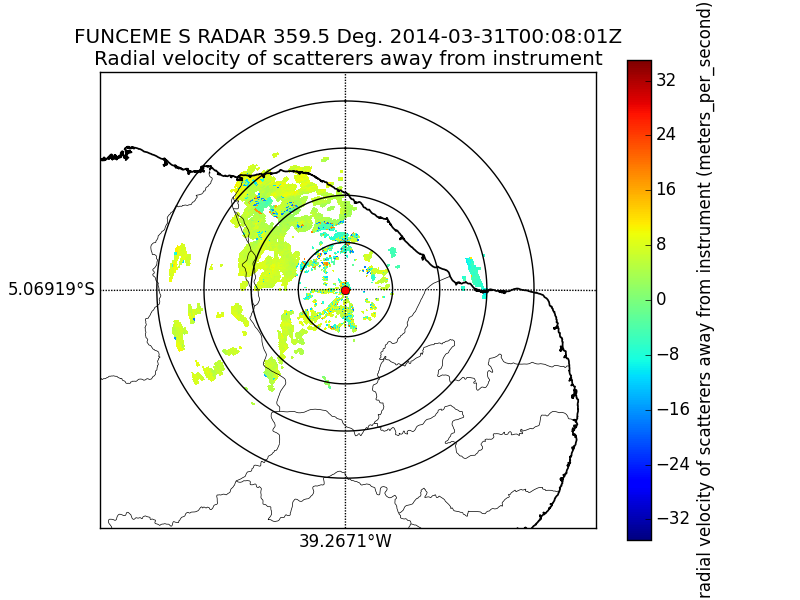 FUNCEME S RADAR 359.5 Deg. 2014-03-31T00:08:01Z
Radial velocity of scatterers away from instrument
32
24
16
8
0
−8
−16
−24
−32
radial velocity of scatterers away from instrument (meters_per_second)
5.06919°S
39.2671°W